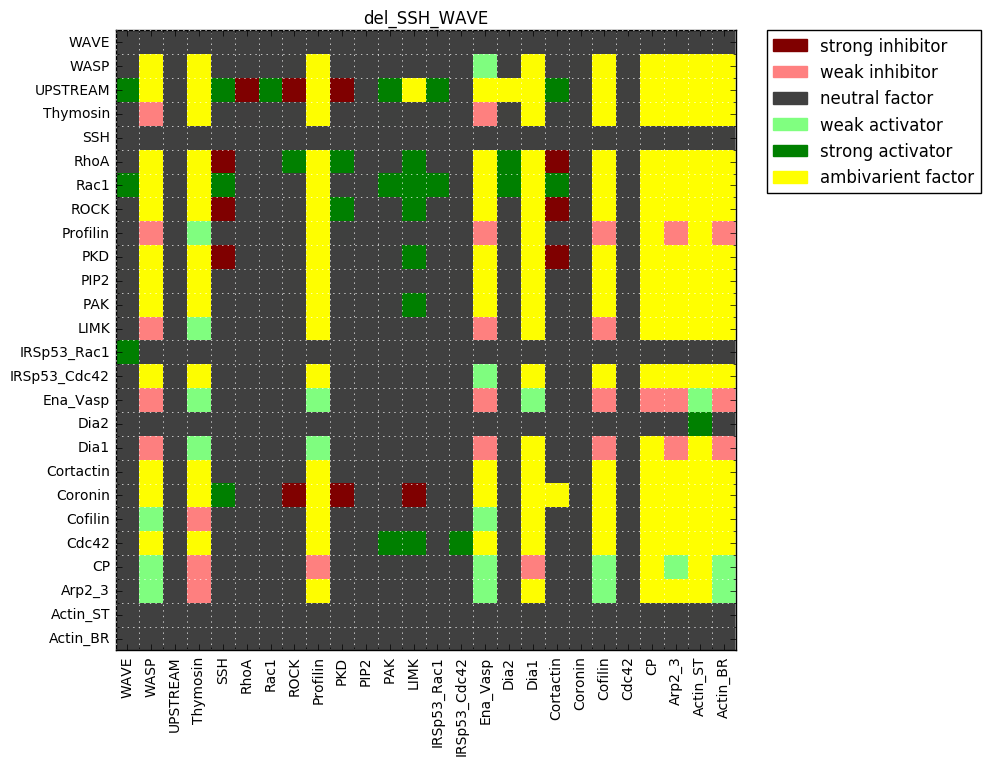 del_SSH_WAVE
WAVE
WASP
UPSTREAM
Thymosin
SSH
RhoA
Rac1
ROCK
Profilin
PKD
PIP2
PAK
LIMK
IRSp53_Rac1
IRSp53_Cdc42
Ena_Vasp
Dia2
Dia1
Cortactin
Coronin
Cofilin
Cdc42
CP
Arp2_3
Actin_ST
Actin_BR
WAVE
WASP
UPSTREAM
Thymosin
SSH
RhoA
Rac1
ROCK
Profilin
PKD
PIP2
PAK
LIMK
IRSp53_Rac1
IRSp53_Cdc42
Ena_Vasp
Dia2
Dia1
Cortactin
Coronin
Cofilin
Cdc42
CP
Arp2_3
Actin_ST
Actin_BR
strong inhibitor
weak inhibitor
neutral factor
weak activator
strong activator
ambivarient factor